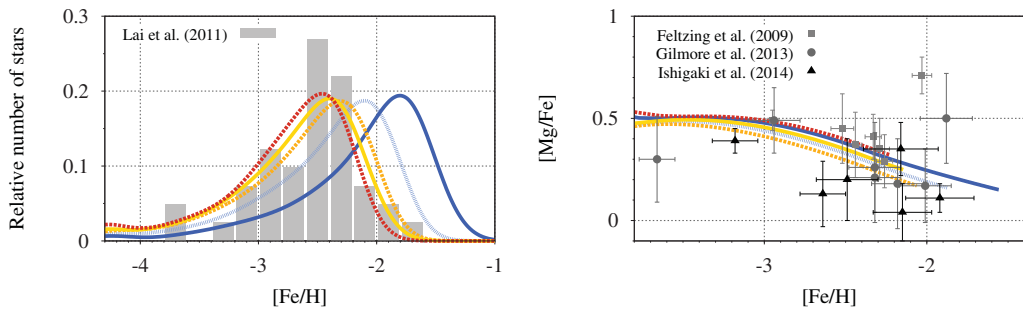 Relative number of stars
0.3
0.2
0.1
0
Lai et al. (2011)
-4
-3
-2
-1
[Fe/H]
[Mg/Fe]
1
0.5
0
Feltzing et al. (2009)
Gilmore et al. (2013)
Ishigaki et al. (2014)
-3
-2
[Fe/H]